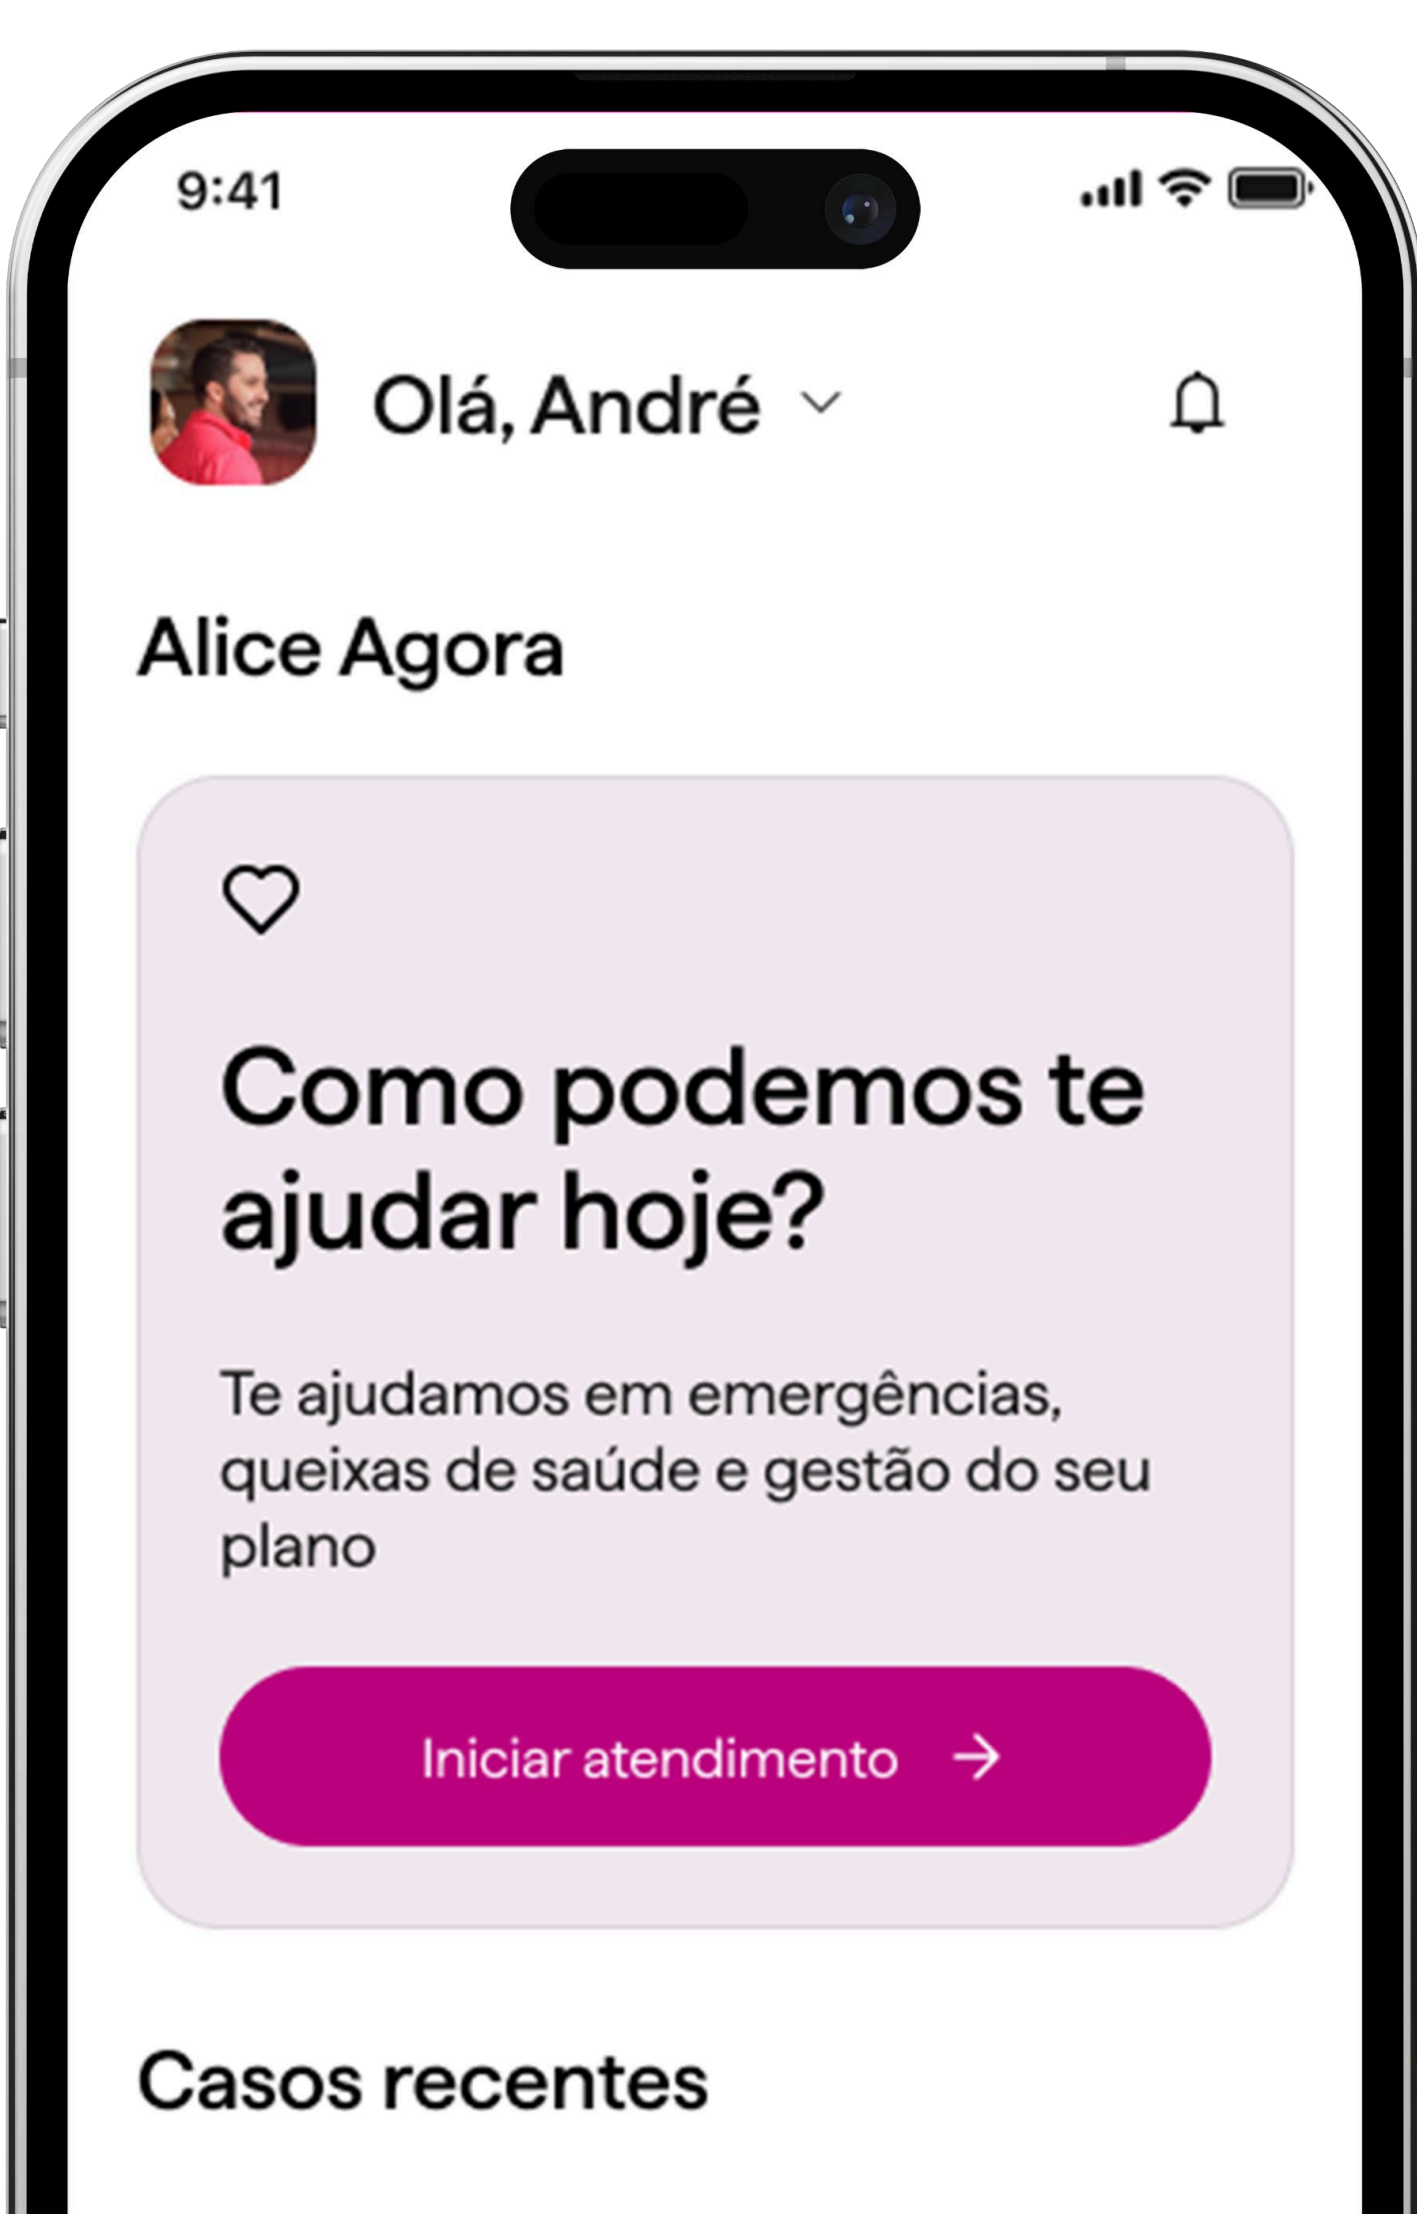 9:41
Olá, André
Alice Agora
Como podemos te
ajudar hoje?
Te ajudamos em emergências,
queixas de saúde e gestão do seu
plano
Iniciar atendimento
Casos recentes